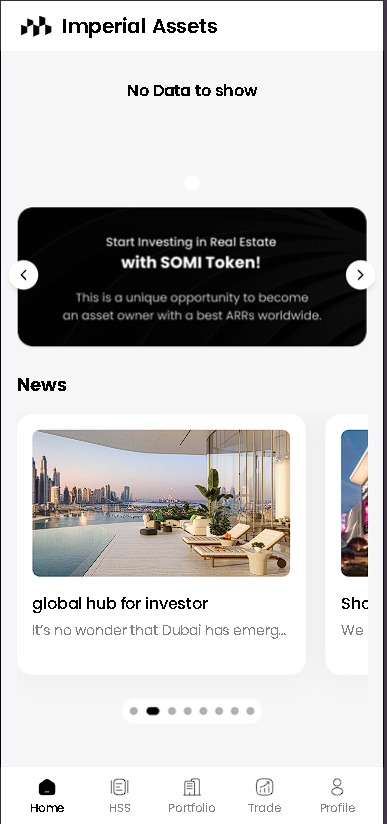 Imperial Assets
No Data to show
Start Investing in Real Estate
with SOMI Token!
This is a unique opportunity to become
an asset owner with a best ARRs worldwide.
News
global hub for investor
It's no wonder that Dubai has emerg...
Sho
We
Home
HSS
Portfolio
Trade
Profile